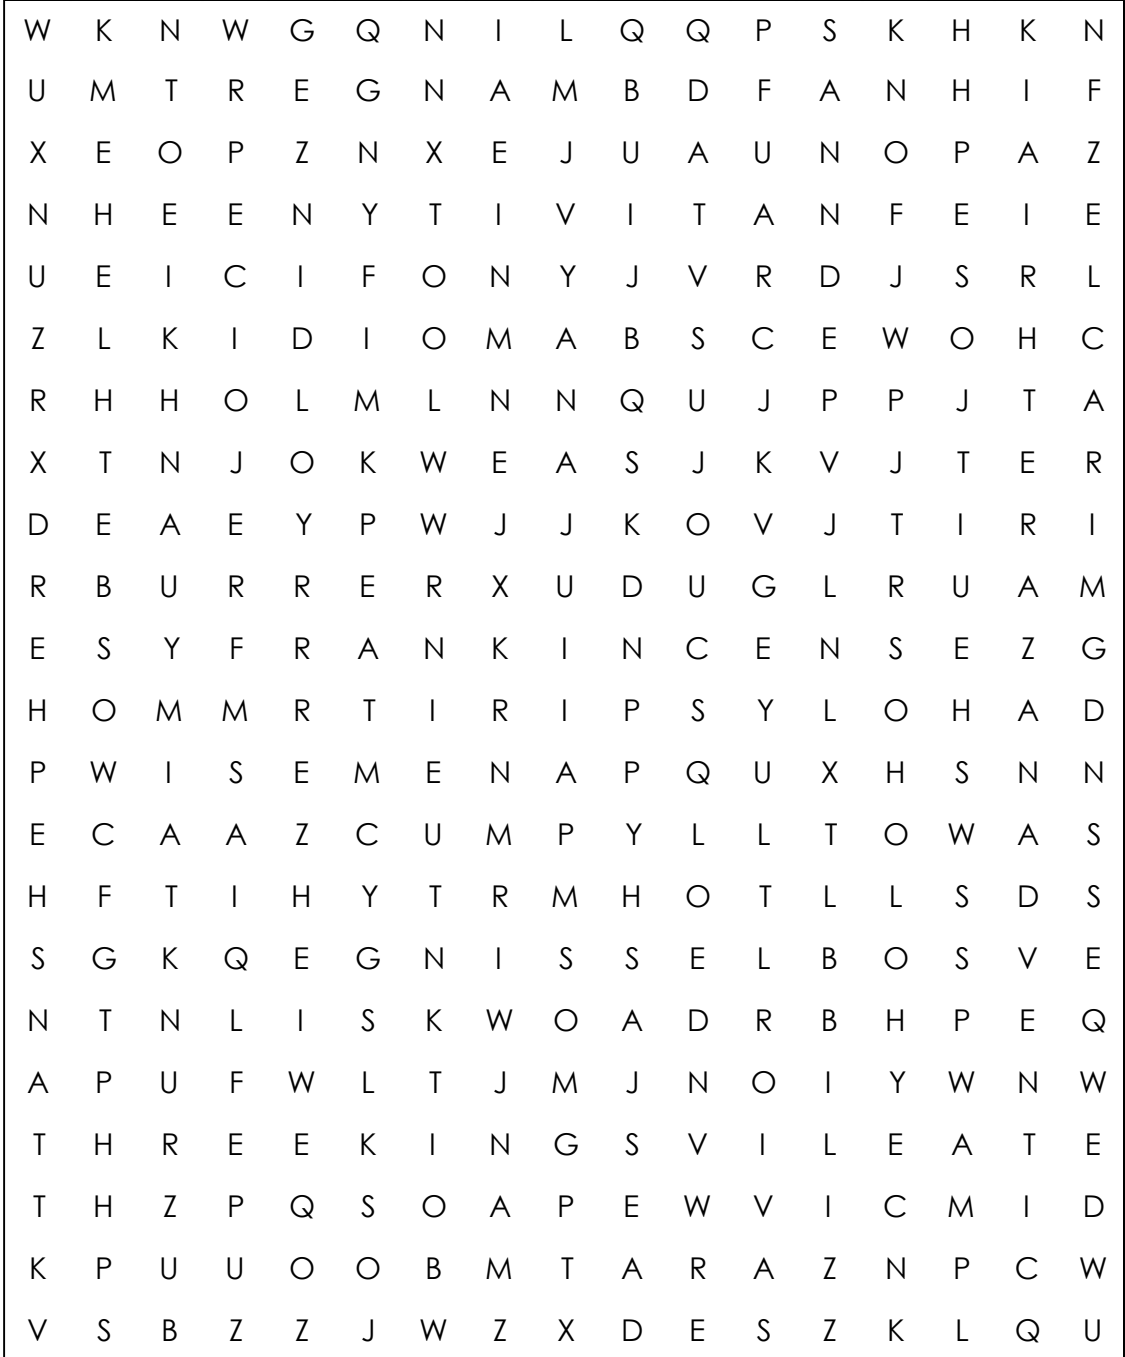 W K N W G Q N I L Q Q P S K H K N
U M T R E G N A M B D F A N H I F
X E O P Z N X E J U A U N O P A Z
N H E E N Y T I V I T A N F E I E
U E I C I F O N Y J V R D J S R L
Z L K I D I O M A B S C E W O H C
R H H O L M L N N Q U J P P J T A
X T N J O K W E A S J K V J T E R
D E A E Y P W J J K O V J T I R I
R B U R R E R X U D U G L R U A M
E S Y F R A N K I N C E N S E Z G
H O M M R T I R I P S Y L O H A D
P W I S E M E N A P Q U X H S N N
E C A A Z C U M P Y L L T O W A S
H F T I H Y T R M H O T L L S D S
S G K Q E G N I S S E L B O S V E
N T N L I S K W O A D R B H P E Q
A P U F W L T J M J N O I Y W N W
T H R E E K I N G S V I L E A T E
T H Z P Q S O A P E W V I C M I D
K P U U O O B M T A R A Z N P C W
V S B Z Z J W Z X D E S Z K L Q U